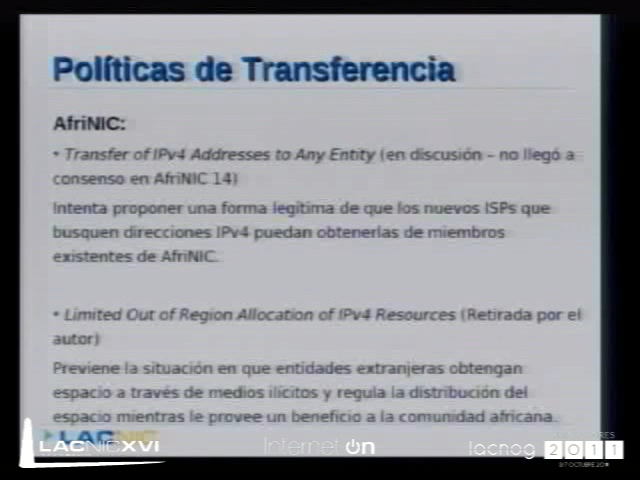 Políticas de Transferencia
AfriNIC:
• Transfer of IPv4 Addresses to Any Entity (en discusión – no llegó a
consenso en AfriNIC 14)
Intenta proponer una forma legítima de que los nuevos ISPs que
busquen direcciones IPv4 puedan obtenerlas de miembros
existentes de AfriNIC.
• Limited Out of Region Allocation of IPv4 Resources (Retirada por el
autor)
Previene la situación en que entidades extranjeras obtengan
espacio a través de medios ilícitos y regula la distribución del
espacio mientras le provee un beneficio a la comunidad africana.
LACNIC
LACNICXVI Internet ON lacnog 2011